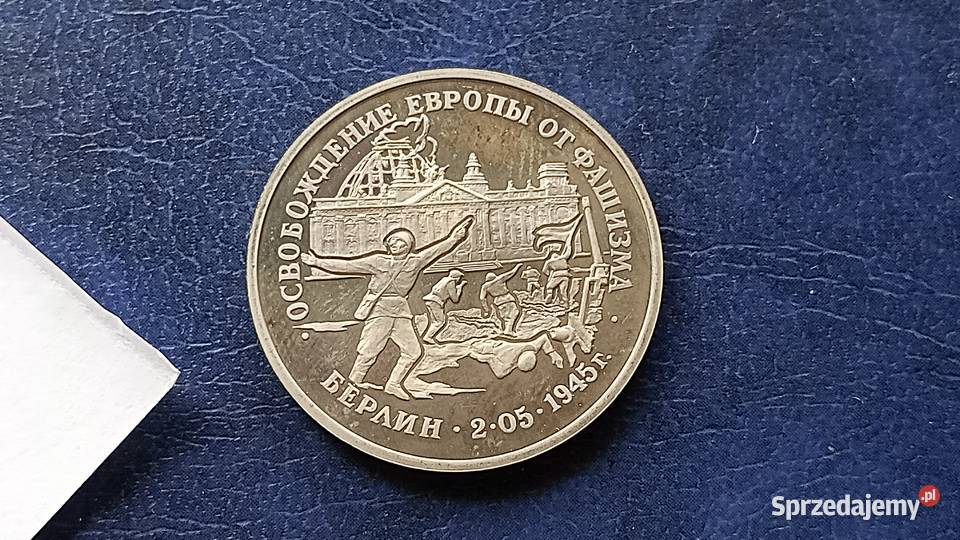 · ОСВОБОЖДЕНИЕ ЕВРОПЫ ОТ ФАШИЗМА ·
БЕРЛИН · 2·05·1945г.
Sprzedajemy.pl